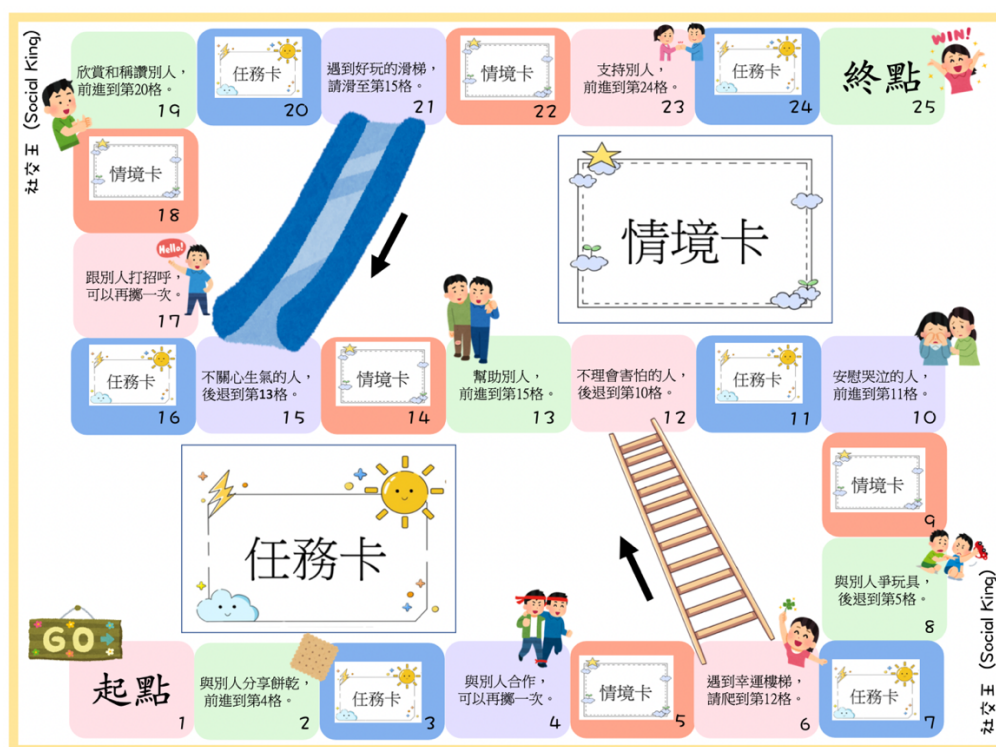 社交王 (Social King)
欣賞和稱讚別人，
前進到第20格。
19
任務卡
20
遇到好玩的滑梯，
請滑至第15格。
21
情境卡
22
支持別人，
前進到第24格。
23
任務卡
24
WIN!
終點
25
情境卡
18
情境卡
Hello!
跟別人打招呼，
可以再擲一次。
17
任務卡
16
不關心生氣的人，
後退到第13格。
15
情境卡
14
幫助別人，
前進到第15格。
13
不理會害怕的人，
後退到第10格。
12
任務卡
11
安慰哭泣的人，
前進到第11格。
10
情境卡
9
任務卡
與別人爭玩具，
後退到第5格。
8
GO
起點
1
與別人分享餅乾，
前進到第4格。
2
任務卡
3
與別人合作，
可以再擲一次。
4
情境卡
5
遇到幸運樓梯，
請爬到第12格。
6
任務卡
7
社交王 (Social King)